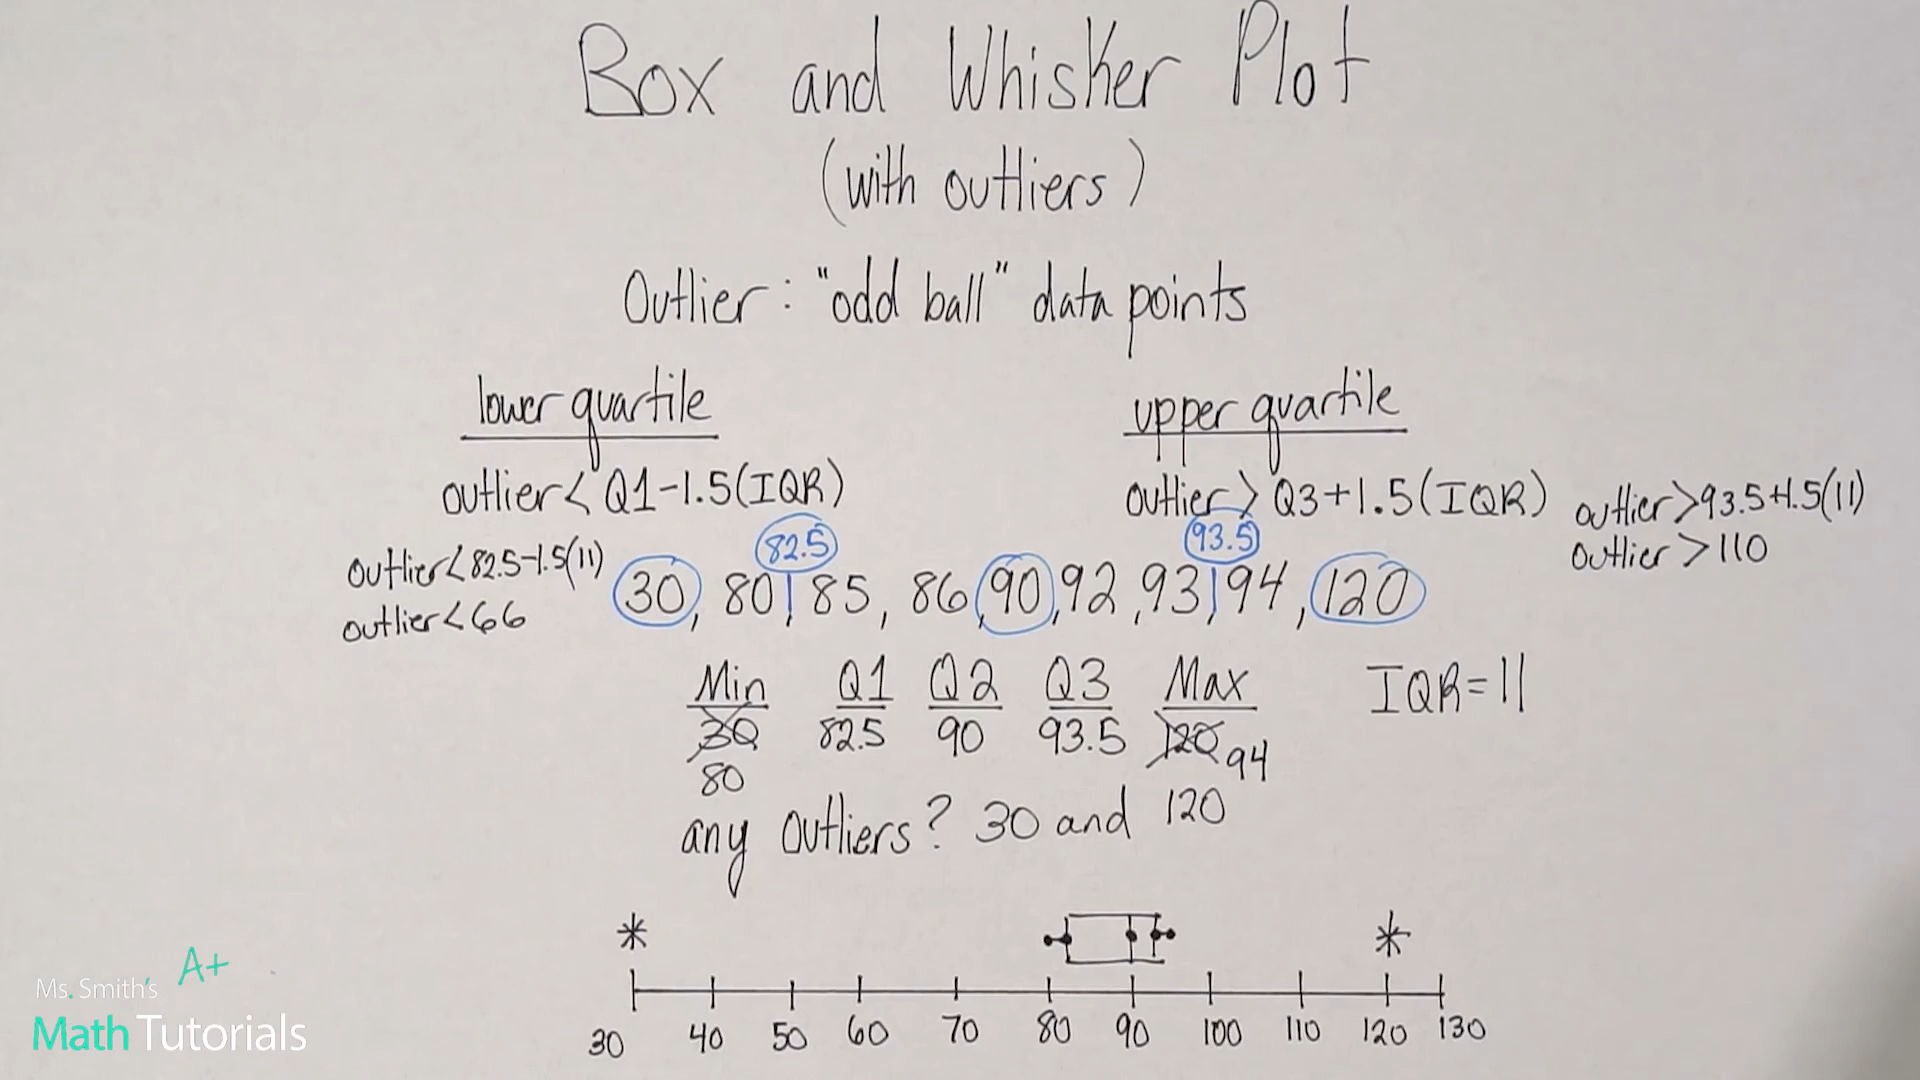 Box and Whisker Plot
(with outliers)
Outlier: "odd ball" data points
lower quartile
outlier < Q1-1.5(IQR)
outlier < 82.5-1.5(11)
outlier < 66
upper quartile
outlier > Q3+1.5(IQR)
outlier > 93.5+1.5(11)
outlier > 110
82.5 93.5
30, 80, 85, 86, 90, 92, 93, 94, 120
Min Q1 Q2 Q3 Max
30 82.5 90 93.5 120 94
80
IQR=11
any outliers? 30 and 120
30 40 50 60 70 80 90 100 110 120 130
A+
Ms. Smith's
Math Tutorials